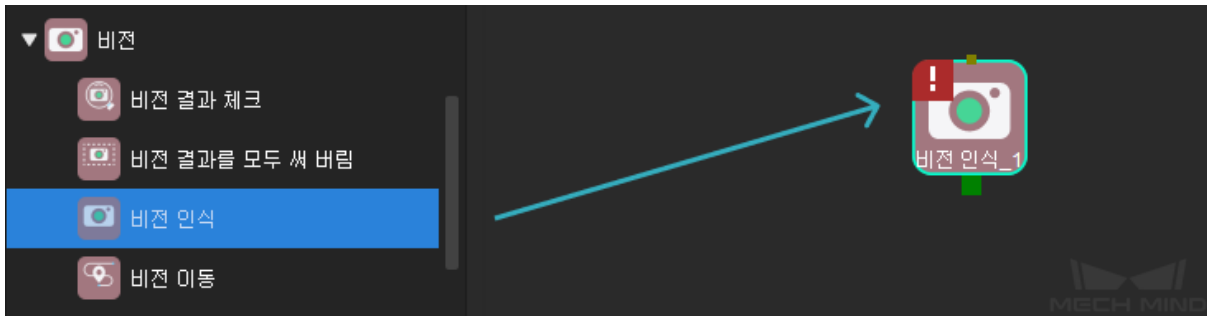 비전
비전 결과 체크
비전 결과를 모두 써 버림
비전 인식
비전 이동
비전 인식_1
MECH MIND